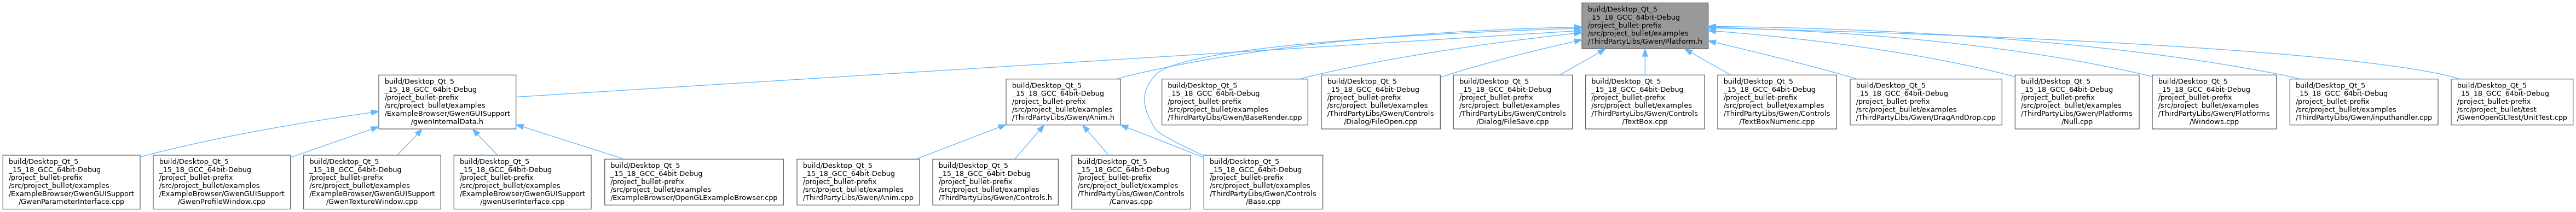 build/Desktop_Qt_5
_15_18_GCC_64bit-Debug
/project_bullet-prefix
/src/project_bullet/examples
/ThirdPartyLibs/Gwen/Platform.h
build/Desktop_Qt_5
_15_18_GCC_64bit-Debug
/project_bullet-prefix
/src/project_bullet/examples
/ExampleBrowser/GwenGUISupport
/gwenInternalData.h
build/Desktop_Qt_5
_15_18_GCC_64bit-Debug
/project_bullet-prefix
/src/project_bullet/examples
/ThirdPartyLibs/Gwen/Anim.h
build/Desktop_Qt_5
_15_18_GCC_64bit-Debug
/project_bullet-prefix
/src/project_bullet/examples
/ThirdPartyLibs/Gwen/BaseRender.cpp
build/Desktop_Qt_5
_15_18_GCC_64bit-Debug
/project_bullet-prefix
/src/project_bullet/examples
/ThirdPartyLibs/Gwen/Controls
/Dialog/FileOpen.cpp
build/Desktop_Qt_5
_15_18_GCC_64bit-Debug
/project_bullet-prefix
/src/project_bullet/examples
/ThirdPartyLibs/Gwen/Controls
/Dialog/FileSave.cpp
build/Desktop_Qt_5
_15_18_GCC_64bit-Debug
/project_bullet-prefix
/src/project_bullet/examples
/ThirdPartyLibs/Gwen/Controls
/TextBox.cpp
build/Desktop_Qt_5
_15_18_GCC_64bit-Debug
/project_bullet-prefix
/src/project_bullet/examples
/ThirdPartyLibs/Gwen/Controls
/TextBoxNumeric.cpp
build/Desktop_Qt_5
_15_18_GCC_64bit-Debug
/project_bullet-prefix
/src/project_bullet/examples
/ThirdPartyLibs/Gwen/DragAndDrop.cpp
build/Desktop_Qt_5
_15_18_GCC_64bit-Debug
/project_bullet-prefix
/src/project_bullet/examples
/ThirdPartyLibs/Gwen/Platforms
/Null.cpp
build/Desktop_Qt_5
_15_18_GCC_64bit-Debug
/project_bullet-prefix
/src/project_bullet/examples
/ThirdPartyLibs/Gwen/Platforms
/Windows.cpp
build/Desktop_Qt_5
_15_18_GCC_64bit-Debug
/project_bullet-prefix
/src/project_bullet/examples
/ThirdPartyLibs/Gwen/inputhandler.cpp
build/Desktop_Qt_5
_15_18_GCC_64bit-Debug
/project_bullet-prefix
/src/project_bullet/test
/GwenOpenGLTest/UnitTest.cpp
build/Desktop_Qt_5
_15_18_GCC_64bit-Debug
/project_bullet-prefix
/src/project_bullet/examples
/ExampleBrowser/GwenGUISupport
/GwenParameterInterface.cpp
build/Desktop_Qt_5
_15_18_GCC_64bit-Debug
/project_bullet-prefix
/src/project_bullet/examples
/ExampleBrowser/GwenGUISupport
/GwenProfileWindow.cpp
build/Desktop_Qt_5
_15_18_GCC_64bit-Debug
/project_bullet-prefix
/src/project_bullet/examples
/ExampleBrowser/GwenGUISupport
/GwenTextureWindow.cpp
build/Desktop_Qt_5
_15_18_GCC_64bit-Debug
/project_bullet-prefix
/src/project_bullet/examples
/ExampleBrowser/GwenGUISupport
/gwenUserInterface.cpp
build/Desktop_Qt_5
_15_18_GCC_64bit-Debug
/project_bullet-prefix
/src/project_bullet/examples
/ExampleBrowser/OpenGLExampleBrowser.cpp
build/Desktop_Qt_5
_15_18_GCC_64bit-Debug
/project_bullet-prefix
/src/project_bullet/examples
/ThirdPartyLibs/Gwen/Anim.cpp
build/Desktop_Qt_5
_15_18_GCC_64bit-Debug
/project_bullet-prefix
/src/project_bullet/examples
/ThirdPartyLibs/Gwen/Controls.h
build/Desktop_Qt_5
_15_18_GCC_64bit-Debug
/project_bullet-prefix
/src/project_bullet/examples
/ThirdPartyLibs/Gwen/Controls
/Canvas.cpp
build/Desktop_Qt_5
_15_18_GCC_64bit-Debug
/project_bullet-prefix
/src/project_bullet/examples
/ThirdPartyLibs/Gwen/Controls
/Base.cpp